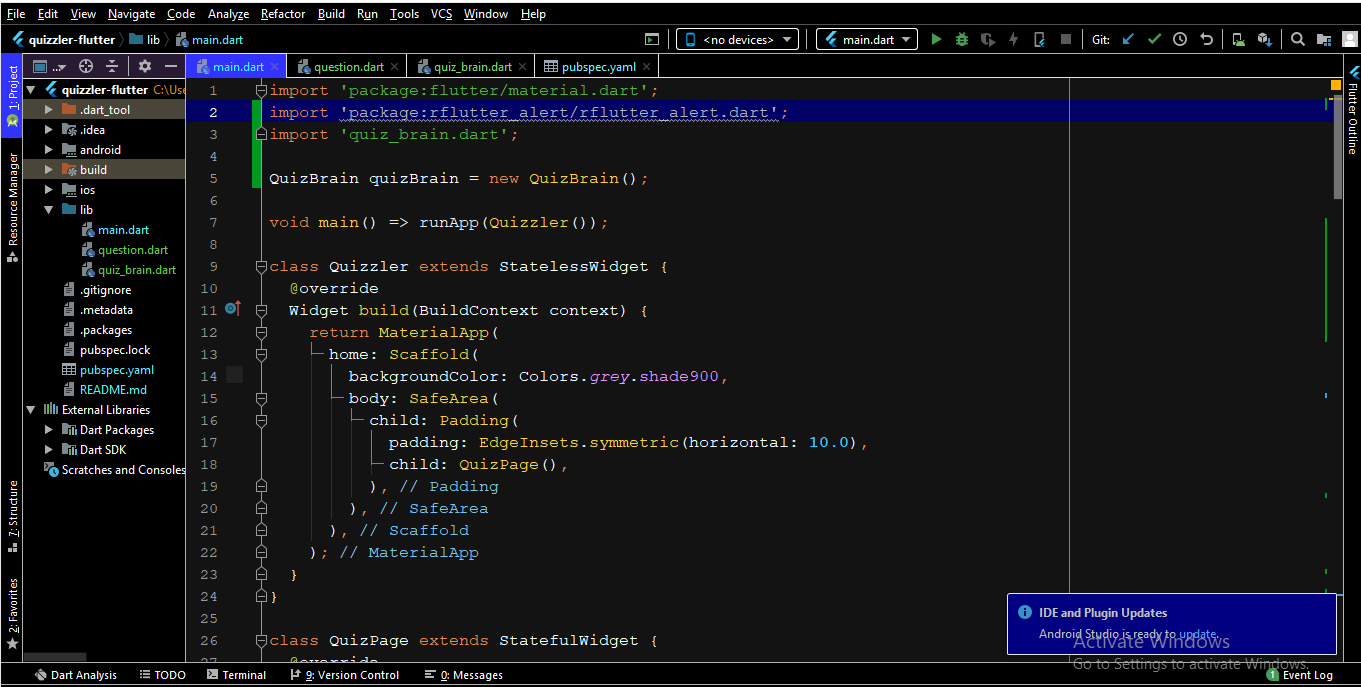 File Edit View Navigate Code Analyze Refactor Build Run Tools VCS Window Help
quizzler-flutter lib main.dart <no devices> main.dart Git:
1: Project
Resource Manager
7: Structure
2: Favorites
...
quizzler-flutter C:\Use
.dart_tool
.idea
android
build
ios
lib
main.dart
question.dart
quiz_brain.dart
.gitignore
.metadata
.packages
pubspec.lock
pubspec.yaml
README.md
External Libraries
Dart Packages
Dart SDK
Scratches and Consoles
main.dart question.dart quiz_brain.dart pubspec.yaml
1 import 'package:flutter/material.dart';
2 import 'package:rflutter_alert/rflutter_alert.dart';
3 import 'quiz_brain.dart';
4
5 QuizBrain quizBrain = new QuizBrain();
6
7 void main() => runApp(Quizzler());
8
9 class Quizzler extends StatelessWidget {
10 @override
11 Widget build(BuildContext context) {
12 return MaterialApp(
13 home: Scaffold(
14 backgroundColor: Colors.grey.shade900,
15 body: SafeArea(
16 child: Padding(
17 padding: EdgeInsets.symmetric(horizontal: 10.0),
18 child: QuizPage(),
19 ), // Padding
20 ), // SafeArea
21 ), // Scaffold
22 ); // MaterialApp
23 }
24 }
25
26 class QuizPage extends StatefulWidget {
27 @override
Flutter Outline
IDE and Plugin Updates
Android Studio is ready to update.
Activate Windows
Go to Settings to activate Windows.
Dart Analysis TODO Terminal 9: Version Control 0: Messages 1 Event Log